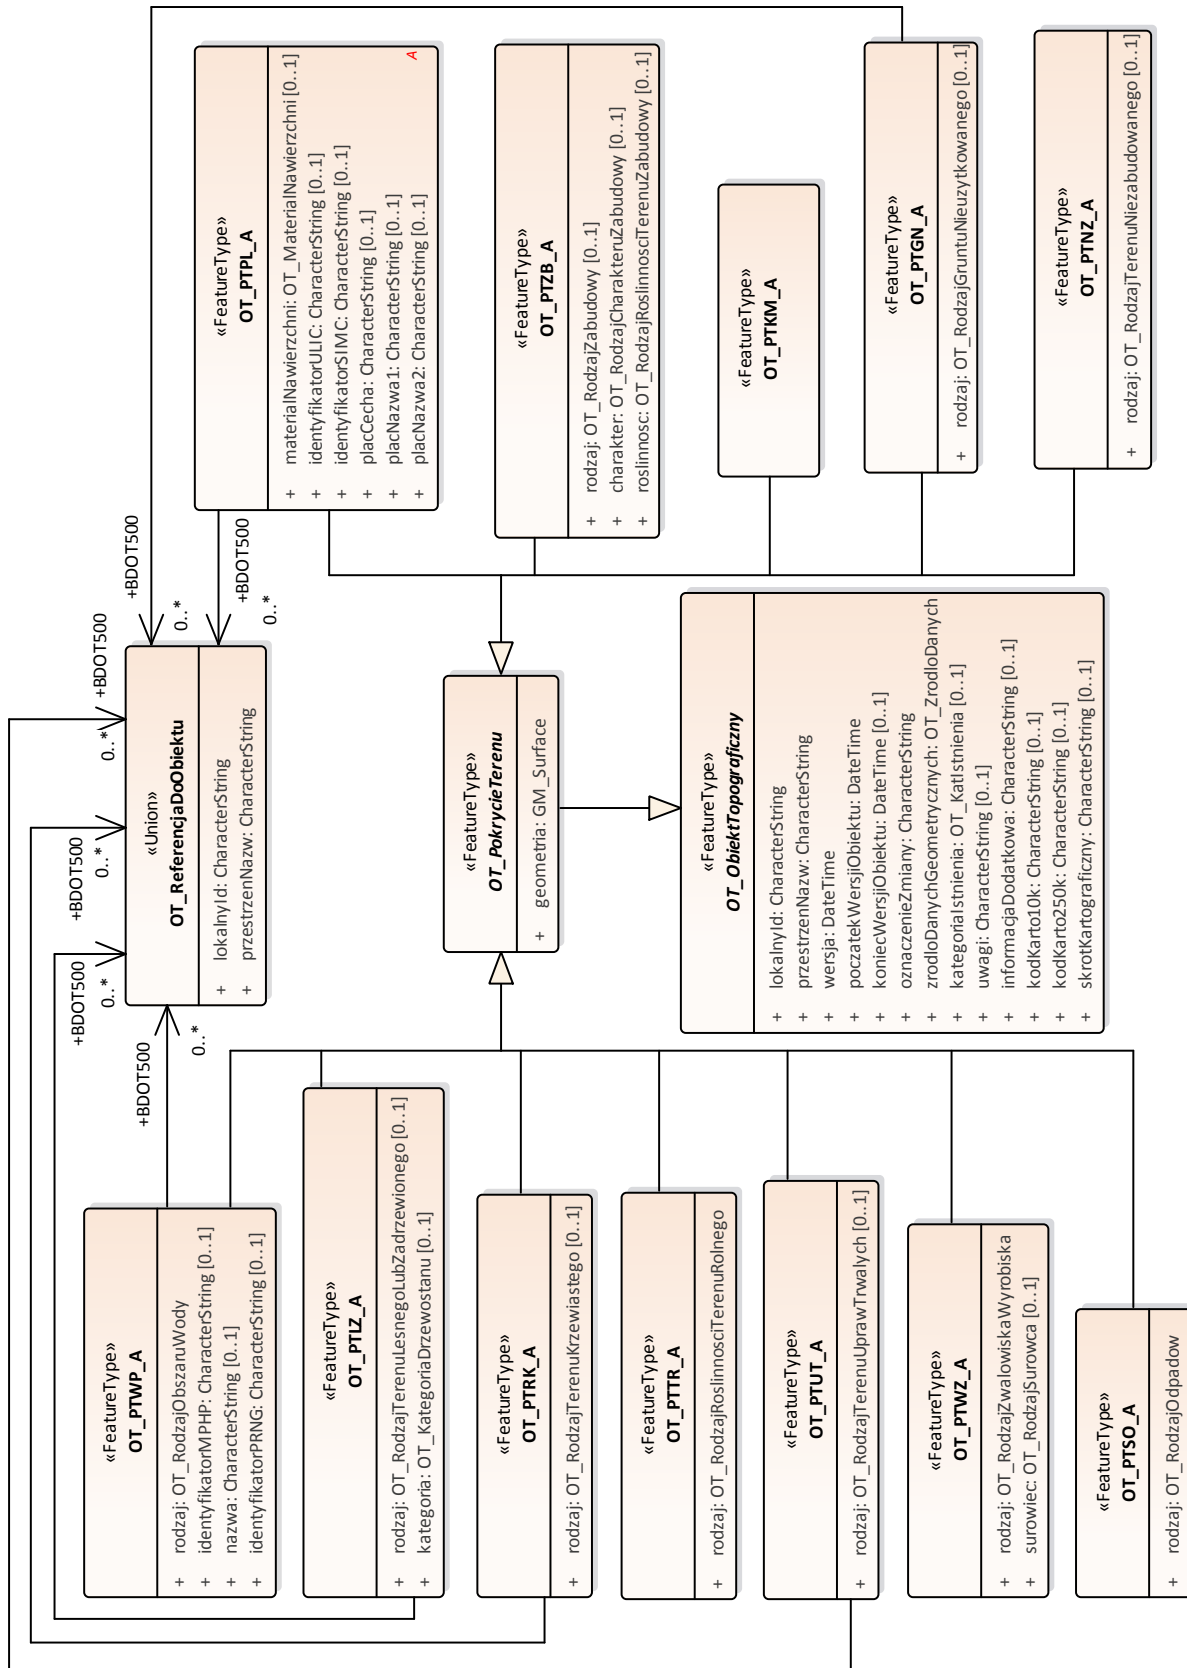 «FeatureType»
OT_PTWP_A
+ rodzaj: OT_RodzajObszaruWody
+ identyfikatorMPHP: CharacterString [0..1]
+ nazwa: CharacterString [0..1]
+ identyfikatorPRNG: CharacterString [0..1]
«FeatureType»
OT_PTLZ_A
+ rodzaj: OT_RodzajTerenuLesnegoLubZadrzewionego [0..1]
+ kategoria: OT_KategoriaDrzewostanu [0..1]
«FeatureType»
OT_PTRK_A
+ rodzaj: OT_RodzajTerenuKrzewiastego [0..1]
«FeatureType»
OT_PTTR_A
+ rodzaj: OT_RodzajRoslinnosciTerenuRolnego
«FeatureType»
OT_PTUT_A
+ rodzaj: OT_RodzajTerenuUprawTrwalych [0..1]
«FeatureType»
OT_PTWZ_A
+ rodzaj: OT_RodzajZwalowiskaWyrobiska
+ surowiec: OT_RodzajSurowca [0..1]
«FeatureType»
OT_PTSO_A
+ rodzaj: OT_RodzajOdpadow
+BDOT500
0..*
+BDOT500
0..*
+BDOT500
0..*
+BDOT500
0..*
+BDOT500
0..*
+BDOT500
0..*
«Union»
OT_ReferencjaDoObiektu
+ lokalnyId: CharacterString
+ przestrzenNazw: CharacterString
«FeatureType»
OT_PokrycieTerenu
+ geometria: GM_Surface
«FeatureType»
OT_ObiektTopograficzny
+ lokalnyId: CharacterString
+ przestrzenNazw: CharacterString
+ wersja: DateTime
+ poczatekWersjiObiektu: DateTime
+ koniecWersjiObiektu: DateTime [0..1]
+ oznaczenieZmiany: CharacterString
+ zrodloDanychGeometrycznych: OT_ZrodloDanych
+ kategoriaIstnienia: OT_KatIstnienia [0..1]
+ uwagi: CharacterString [0..1]
+ informacjaDodatkowa: CharacterString [0..1]
+ kodKarto10k: CharacterString [0..1]
+ kodKarto250k: CharacterString [0..1]
+ skrotKartograficzny: CharacterString [0..1]
«FeatureType»
OT_PTPL_A
+ materialNawierzchni: OT_MaterialNawierzchni [0..1]
+ identyfikatorULIC: CharacterString [0..1]
+ identyfikatorSIMC: CharacterString [0..1]
+ placCecha: CharacterString [0..1]
+ placNazwa1: CharacterString [0..1]
+ placNazwa2: CharacterString [0..1]
A
«FeatureType»
OT_PTZB_A
+ rodzaj: OT_RodzajZabudowy [0..1]
+ charakter: OT_RodzajCharakteruZabudowy [0..1]
+ roslinnosc: OT_RodzajRoslinnosciTerenuZabudowy [0..1]
«FeatureType»
OT_PTKM_A
«FeatureType»
OT_PTGN_A
+ rodzaj: OT_RodzajGruntuNieuzytkowanego [0..1]
«FeatureType»
OT_PTNZ_A
+ rodzaj: OT_RodzajTerenuNiezabudowanego [0..1]